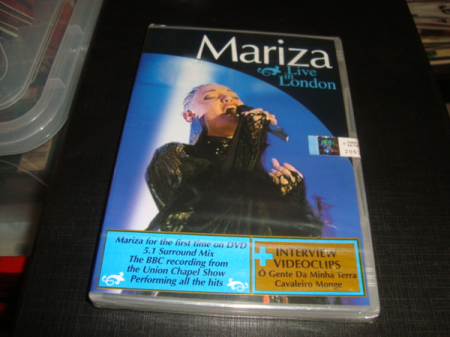 Mariza
Live
in
London
Mariza for the first time on DVD
5.1 Surround Mix
The BBC recording from
the Union Chapel Show
Performing all the hits
+ INTERVIEW
VIDEOCLIPS
Ó Gente Da Minha Terra
Cavaleiro Monge